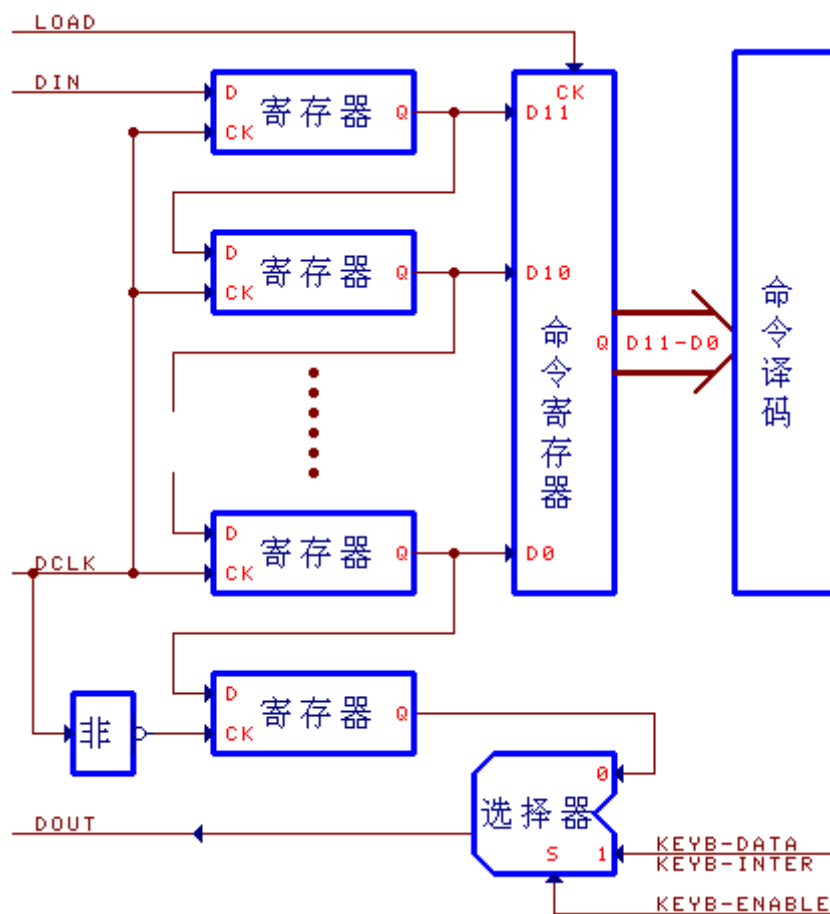 LOAD
DIN
D
寄存器
Q
CK
CK
D11
D
寄存器
Q
CK
D10
命令寄存器
Q
D11-D0
命令译码
D
寄存器
Q
CK
D0
DCLK
D
寄存器
Q
CK
非
0
选择器
S
1
DOUT
KEYB-DATA
KEYB-INTER
KEYB-ENABLE